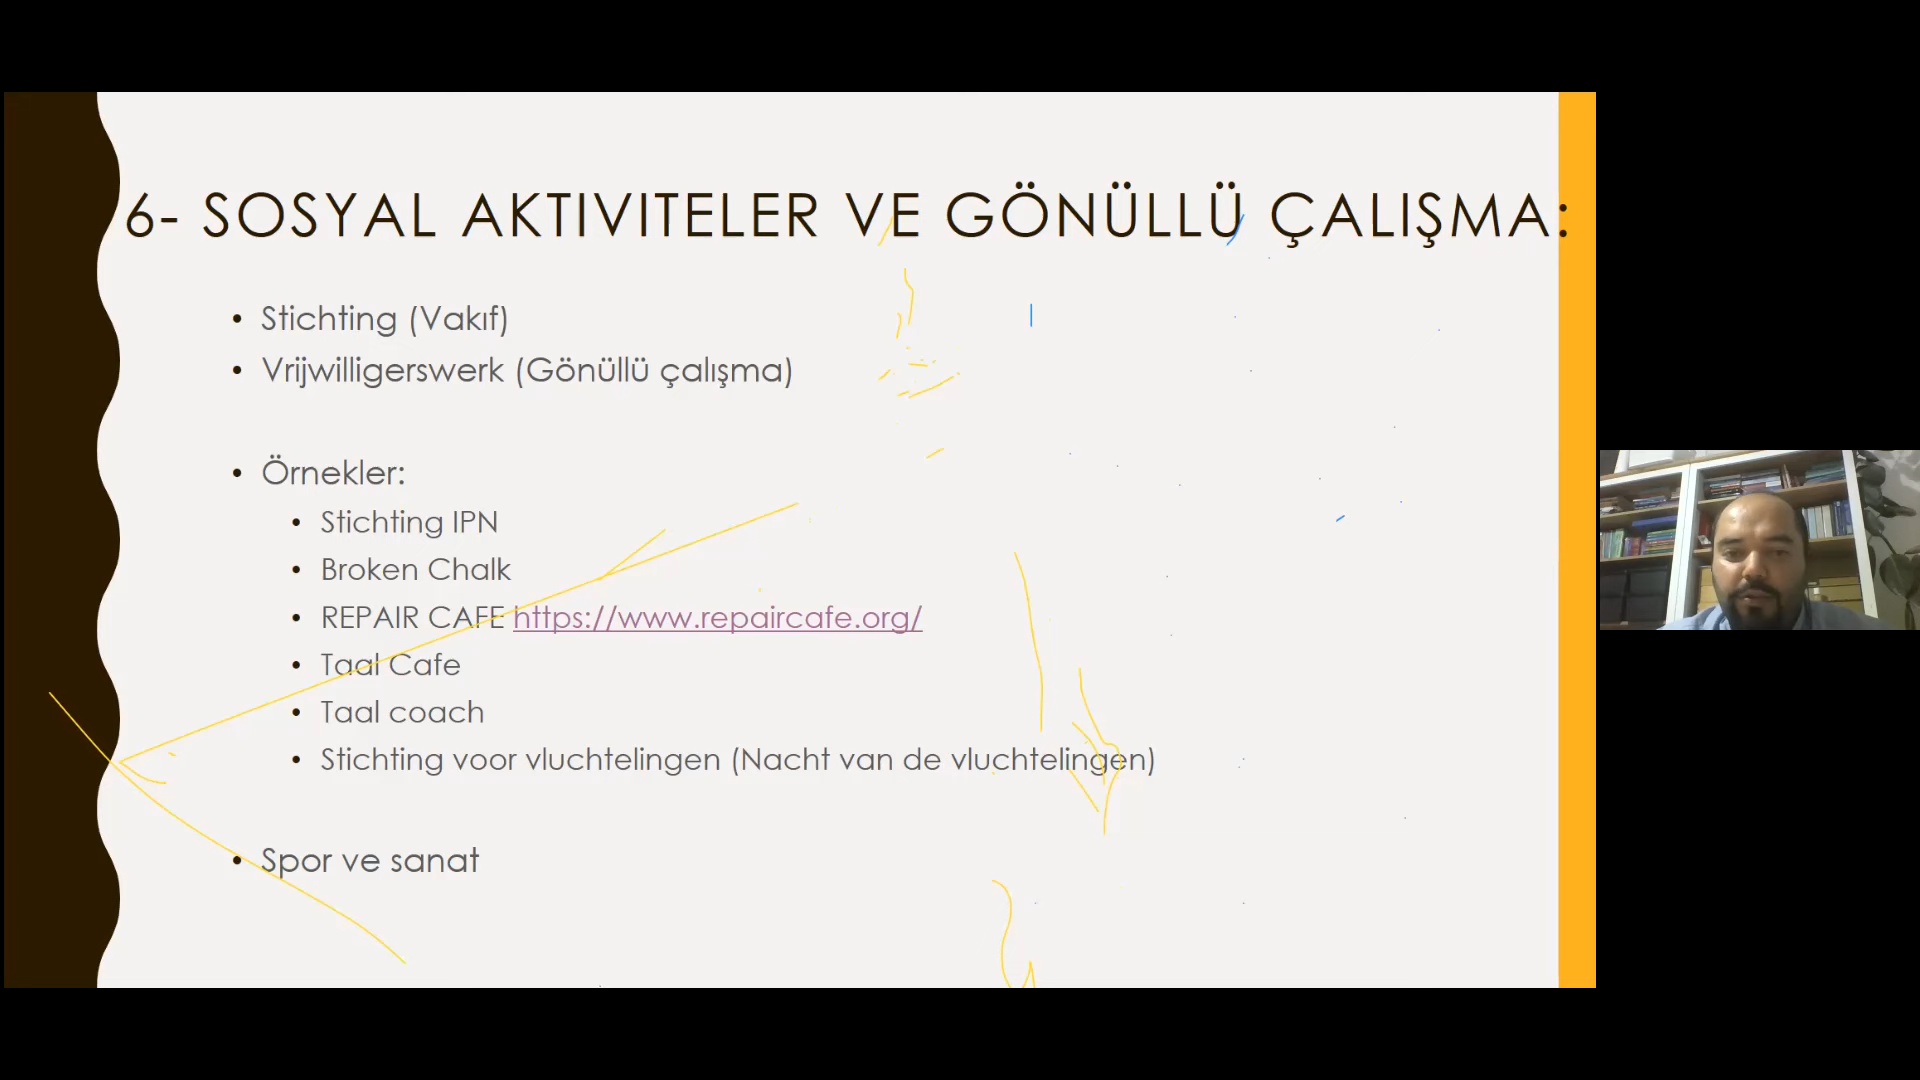 6- SOSYAL AKTIVITELER VE GÖNÜLLÜ ÇALIŞMA:
• Stichting (Vakıf)
• Vrijwilligerswerk (Gönüllü çalışma)
• Örnekler:
• Stichting IPN
• Broken Chalk
• REPAIR CAFE https://www.repaircafe.org/
• Taal Cafe
• Taal coach
• Stichting voor vluchtelingen (Nacht van de vluchtelingen)
• Spor ve sanat